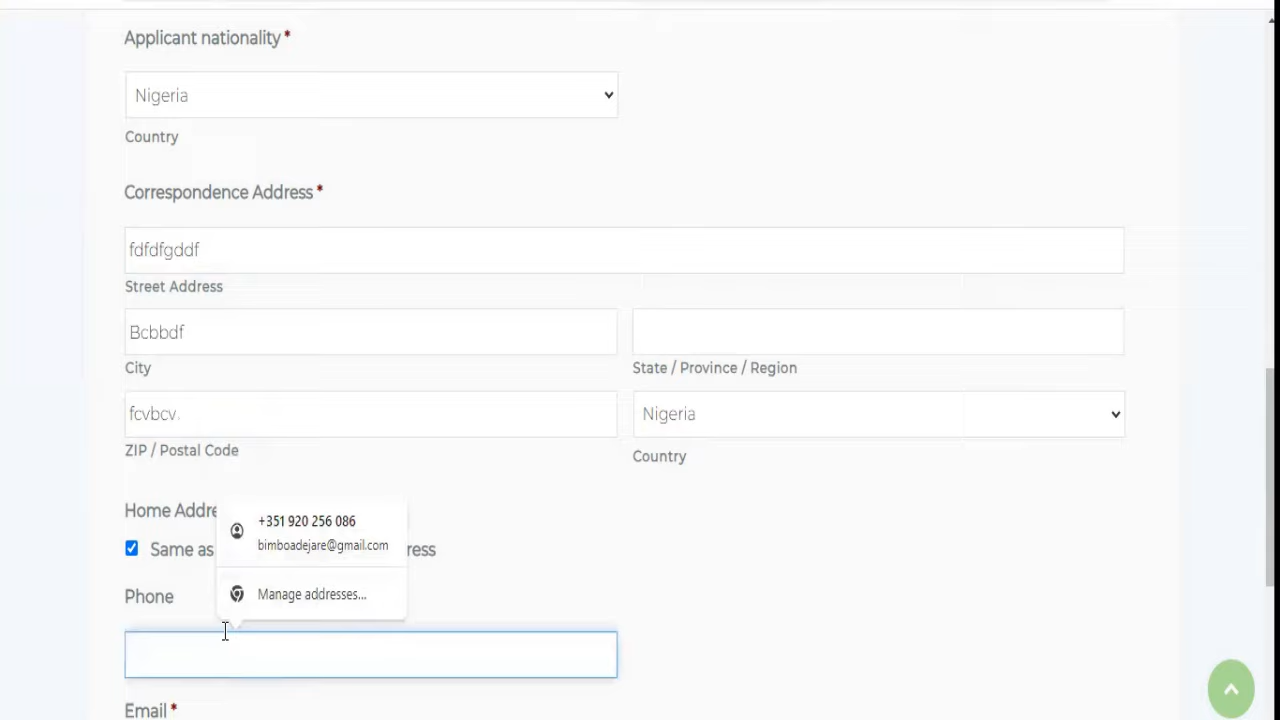 Applicant nationality *
Nigeria
Country
Correspondence Address *
fdfdfgddf
Street Address
Bcbbdf
City
State / Province / Region
fcvbcv
ZIP / Postal Code
Nigeria
Country
Home Addre
+351 920 256 086
bimboadejare@gmail.com
Same as
ress
Manage addresses...
Phone
Email *